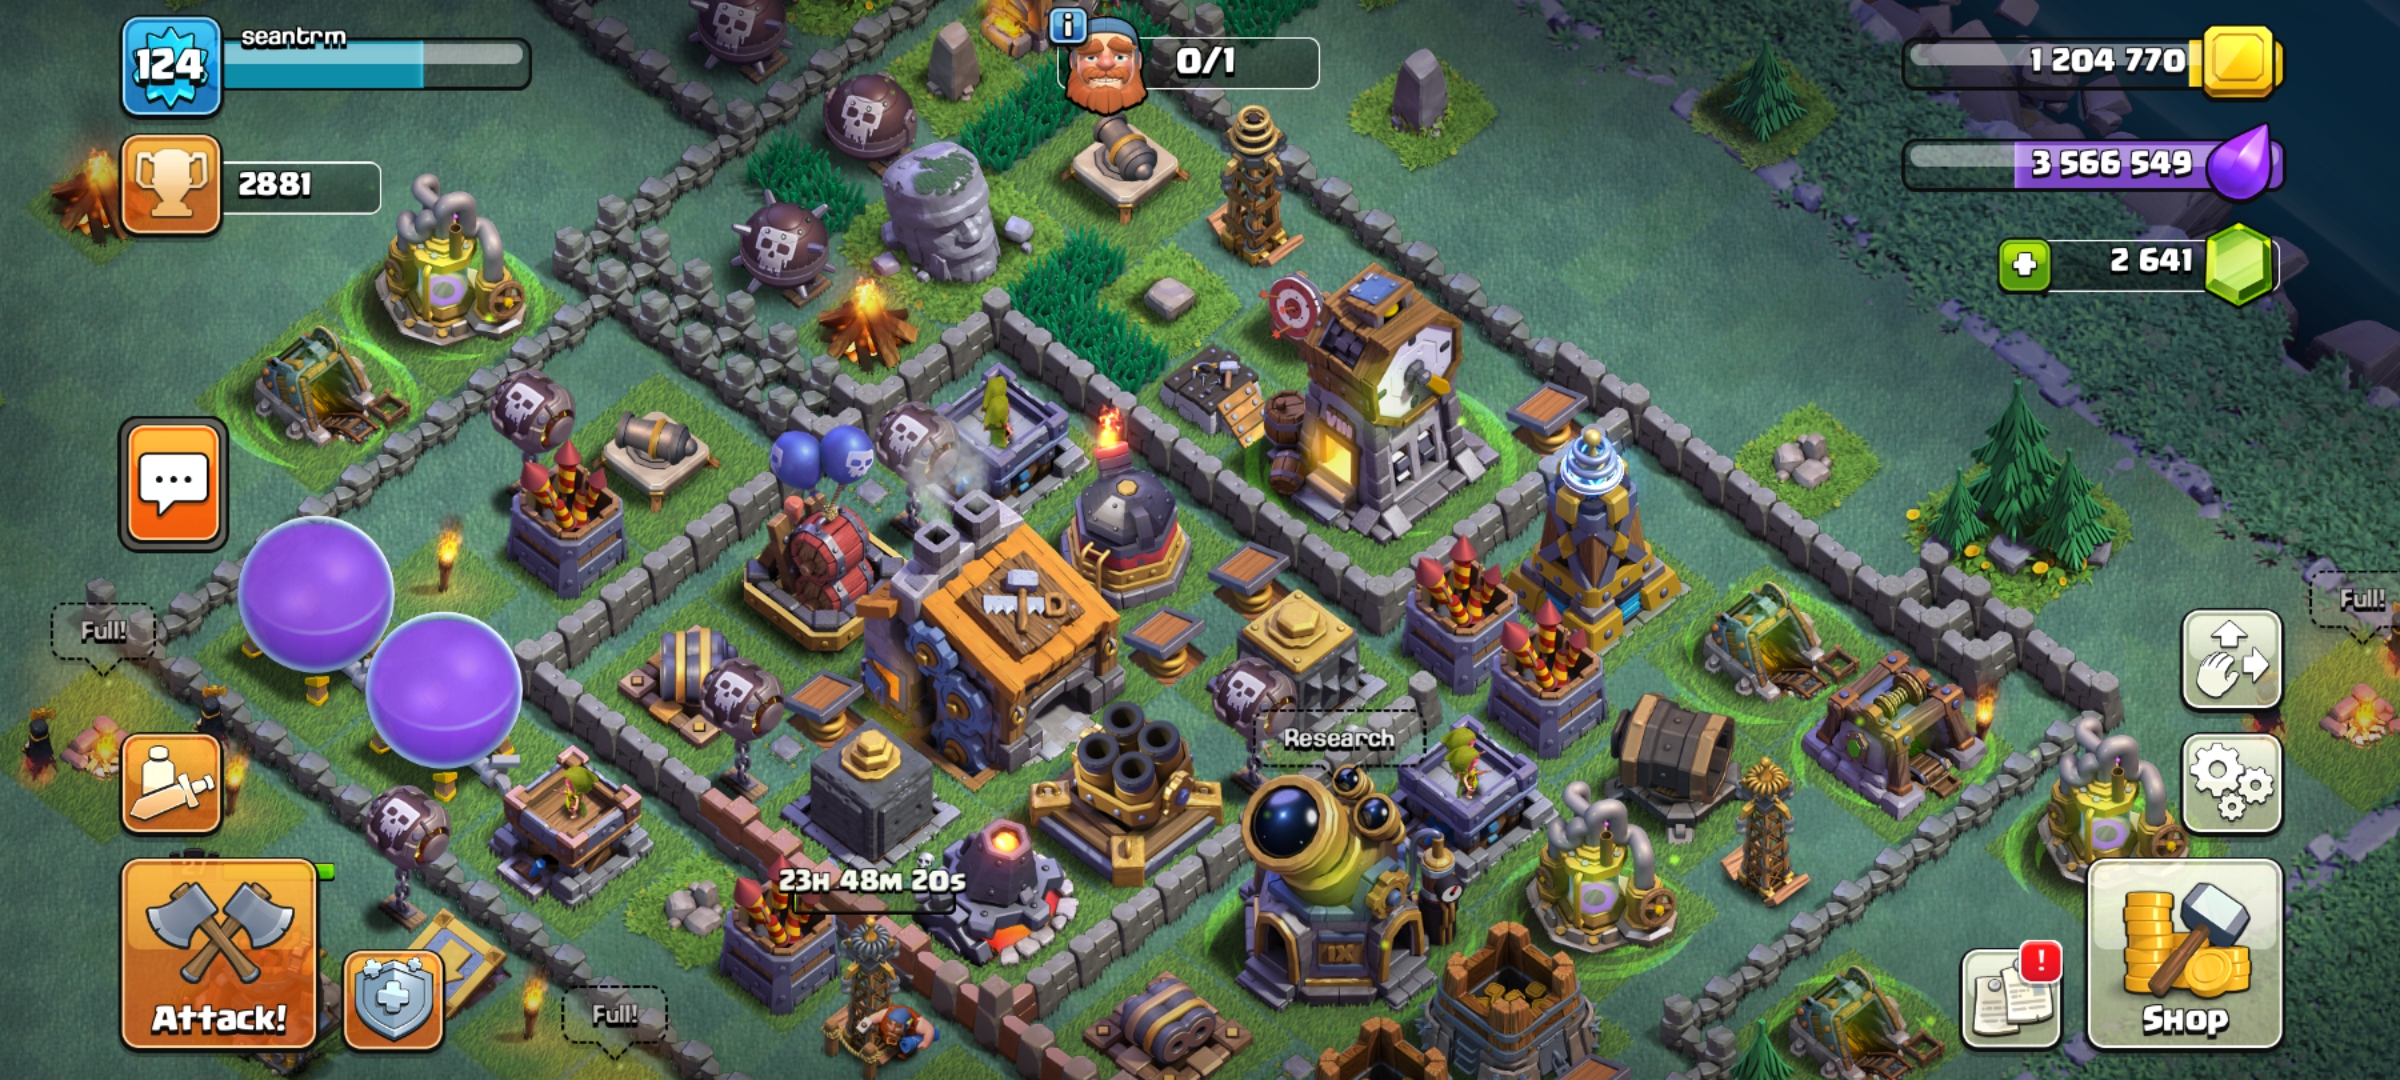 124
seantrm
i
0/1
1 204 770
2881
3 566 549
2 641
Full!
Full!
Research
23H 48M 20S
IX
Full!
!
Attack!
Shop